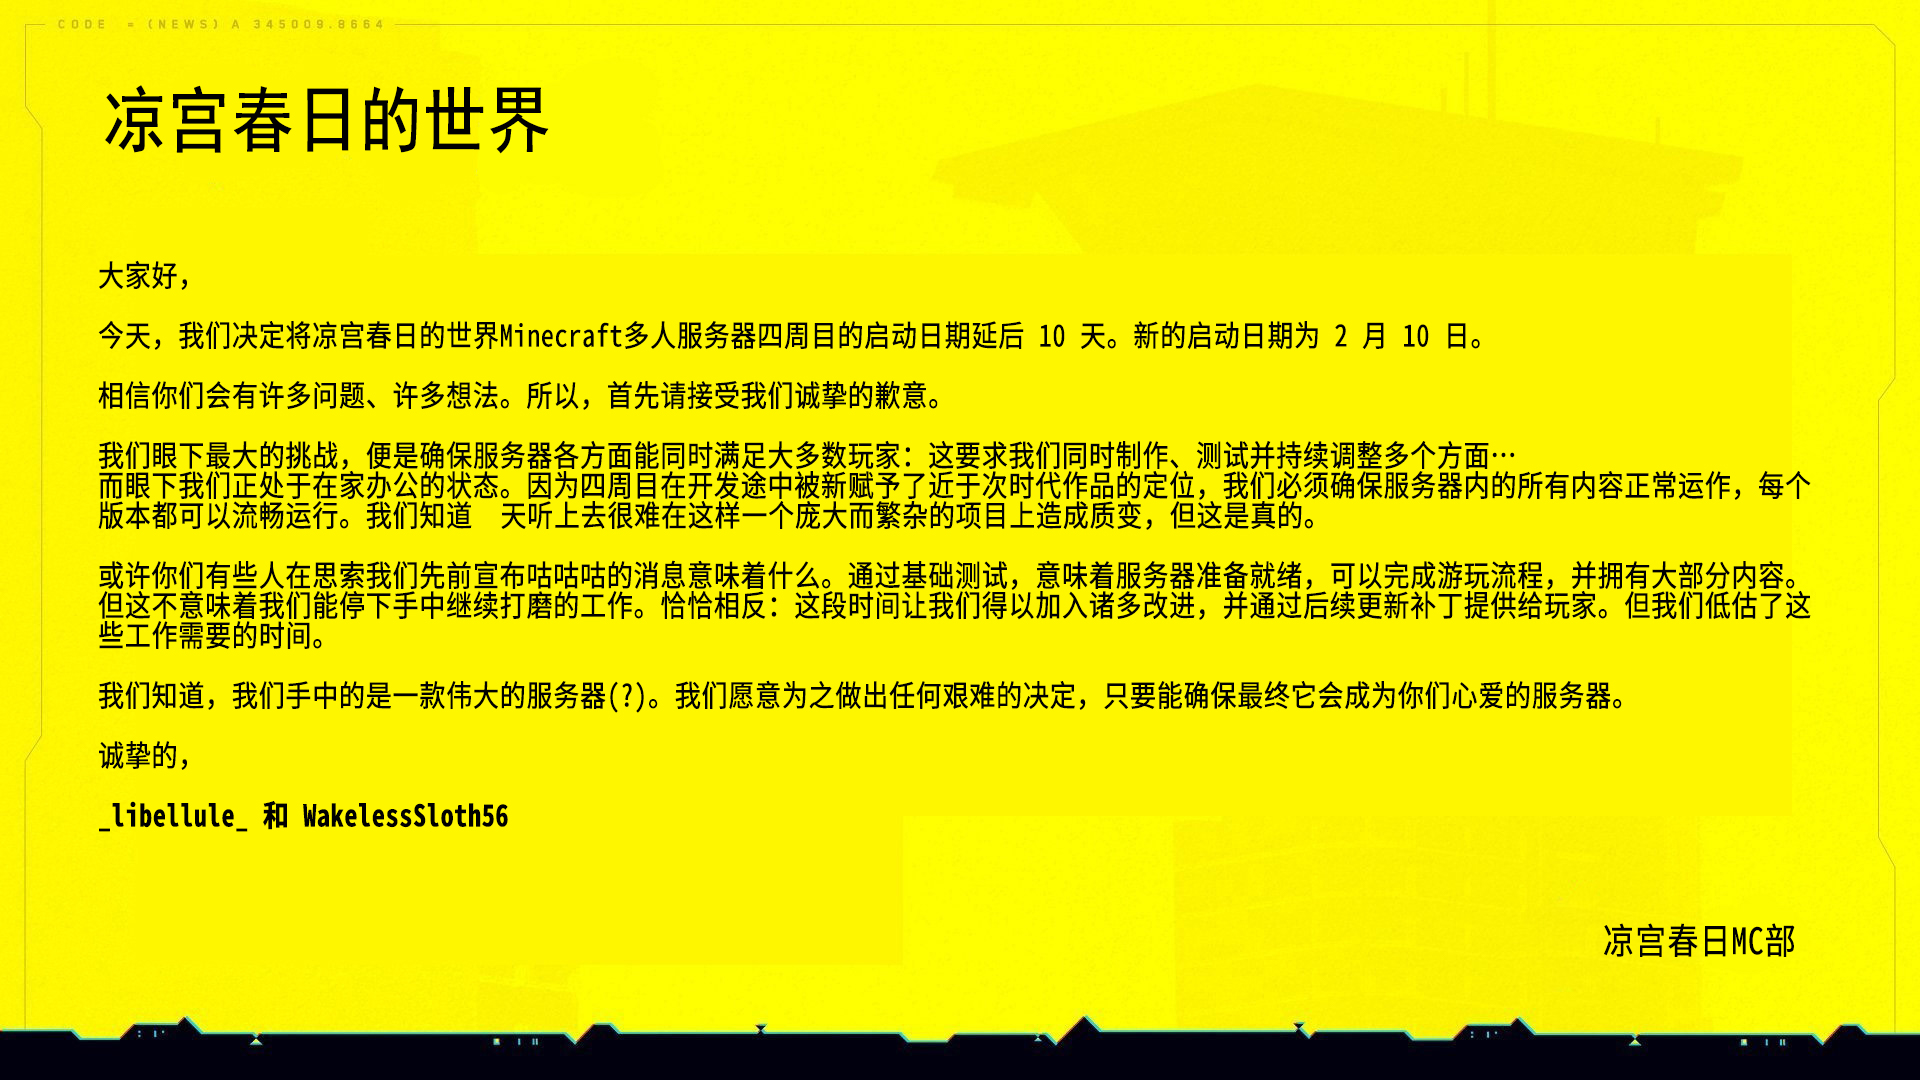 CODE = (NEWS) A 345009.8664
凉宫春日的世界
大家好，
今天，我们决定将凉宫春日的世界Minecraft多人服务器四周目的启动日期延后 10 天。新的启动日期为 2 月 10 日。
相信你们会有许多问题、许多想法。所以，首先请接受我们诚挚的歉意。
我们眼下最大的挑战，便是确保服务器各方面能同时满足大多数玩家：这要求我们同时制作、测试并持续调整多个方面…
而眼下我们正处于在家办公的状态。因为四周目在开发途中被新赋予了近于次时代作品的定位，我们必须确保服务器内的所有内容正常运作，每个
版本都可以流畅运行。我们知道　天听上去很难在这样一个庞大而繁杂的项目上造成质变，但这是真的。
或许你们有些人在思索我们先前宣布咕咕咕的消息意味着什么。通过基础测试，意味着服务器准备就绪，可以完成游玩流程，并拥有大部分内容。
但这不意味着我们能停下手中继续打磨的工作。恰恰相反：这段时间让我们得以加入诸多改进，并通过后续更新补丁提供给玩家。但我们低估了这
些工作需要的时间。
我们知道，我们手中的是一款伟大的服务器(?)。我们愿意为之做出任何艰难的决定，只要能确保最终它会成为你们心爱的服务器。
诚挚的，
_libellule_ 和 WakelessSloth56
凉宫春日MC部